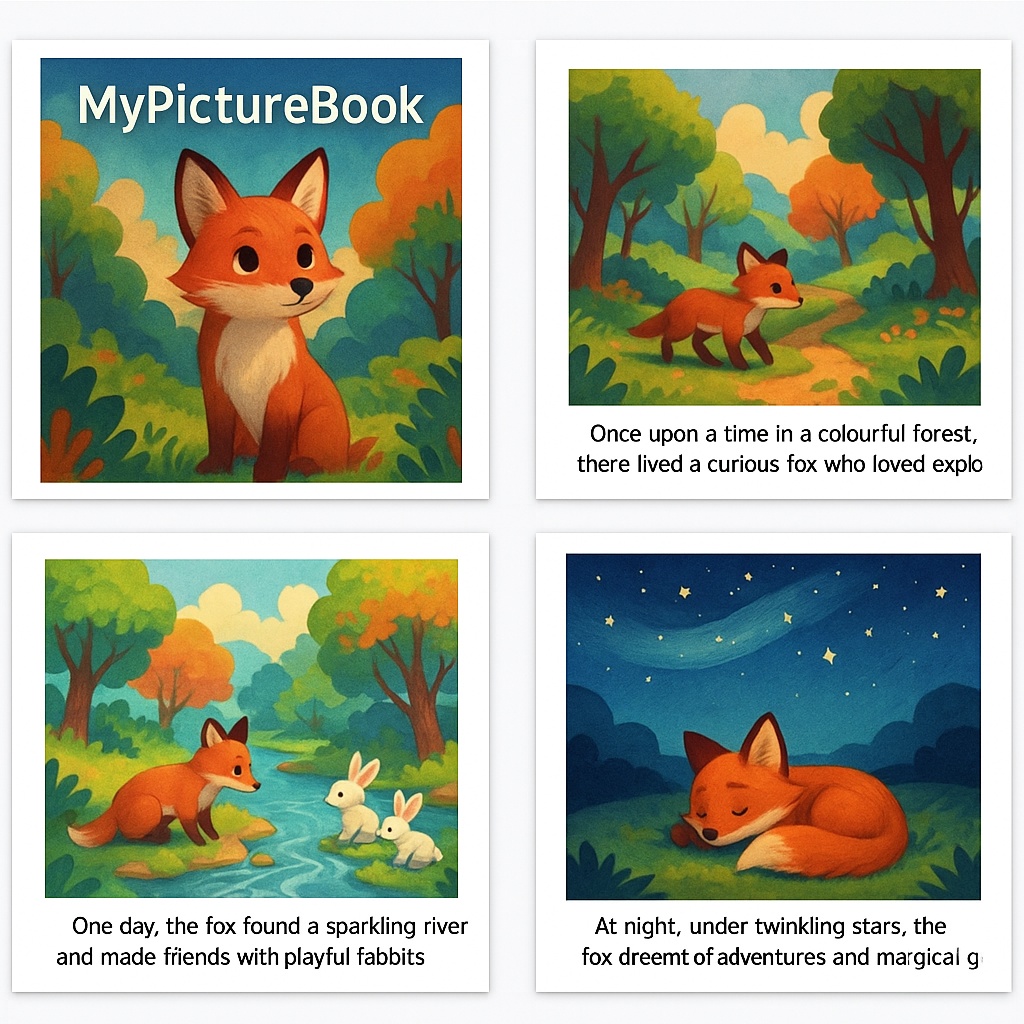 MyPictureBook
Once upon a time in a colourful forest,
there lived a curious fox who loved explo
One day, the fox found a sparkling river
and made friends with playful fabbits
At night, under twinkling stars, the
fox dreemt of adventures and margical g